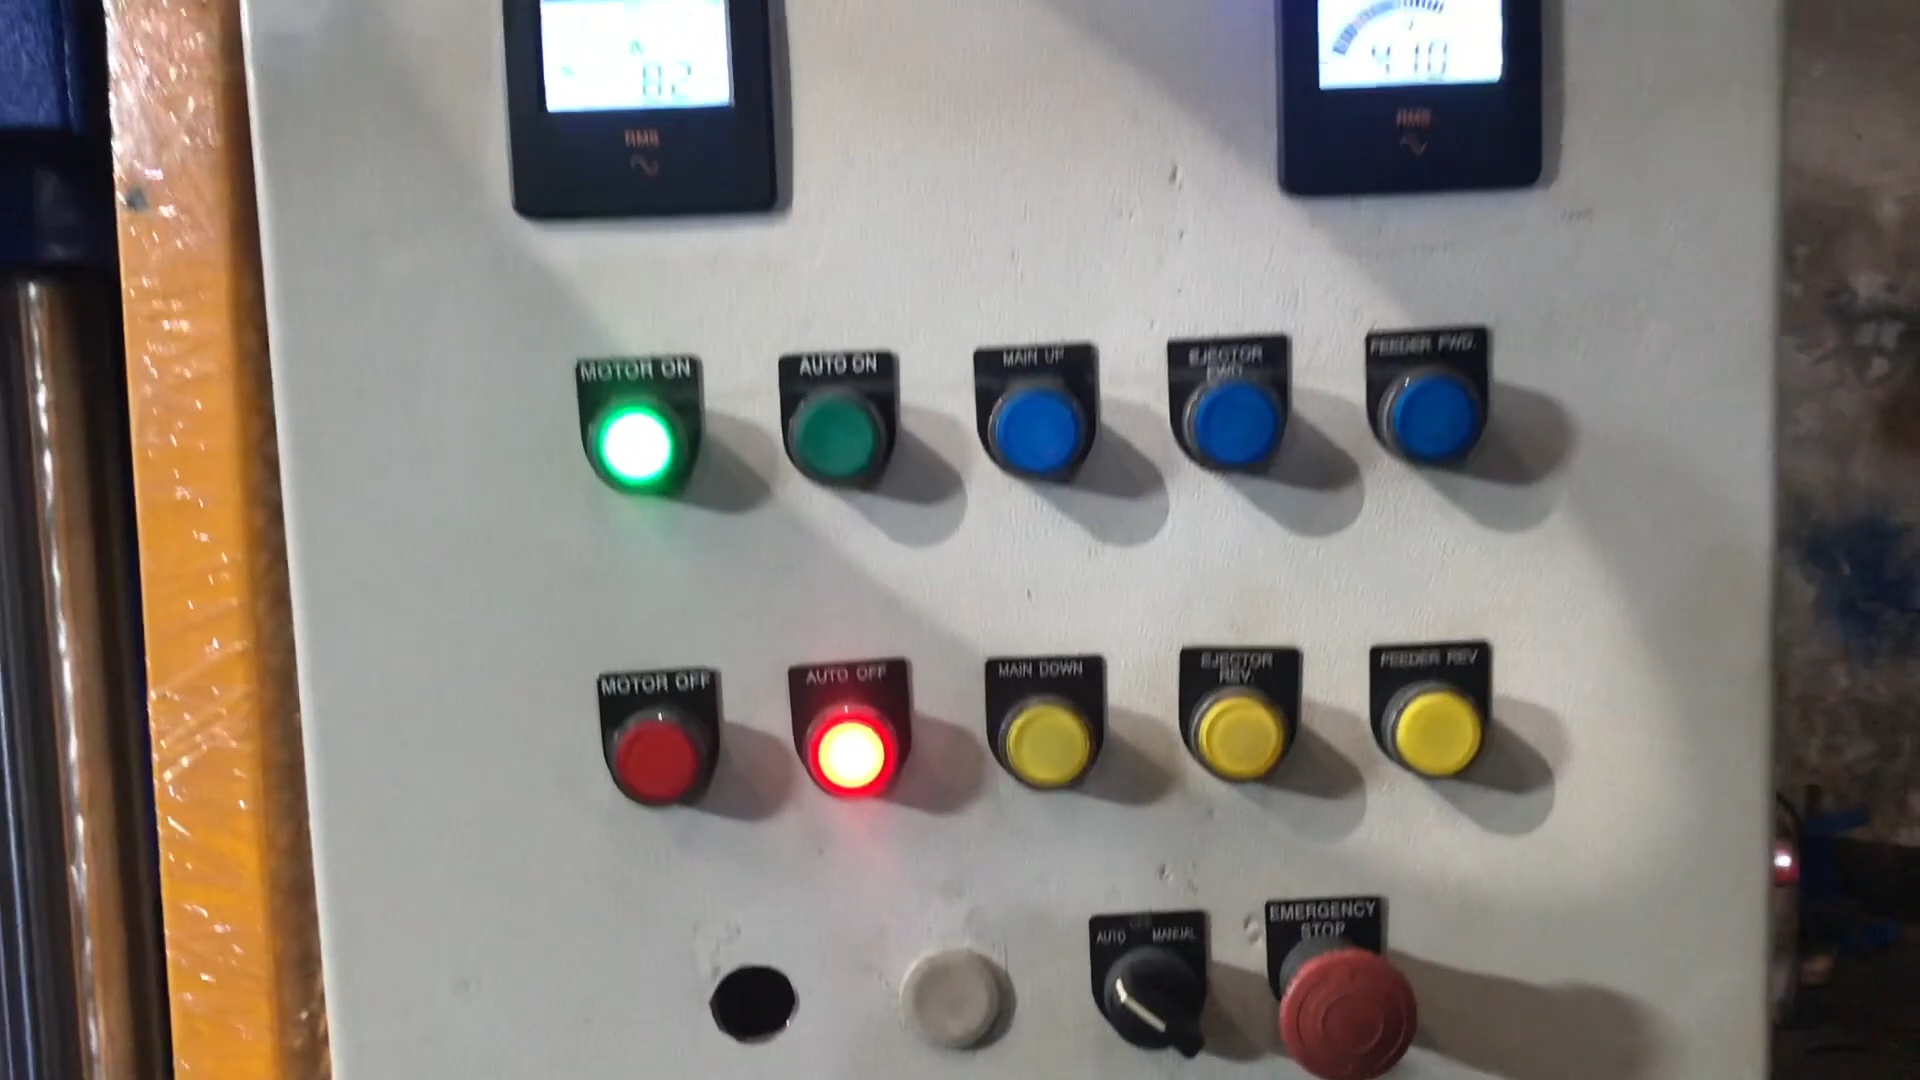 82
410
RMS
RMS
MOTOR ON
AUTO ON
MAIN UP
EJECTOR
FWD.
FEEDER FWD.
MOTOR OFF
AUTO OFF
MAIN DOWN
EJECTOR
REV.
FEEDER REV
AUTO
MANUAL
EMERGENCY
STOP